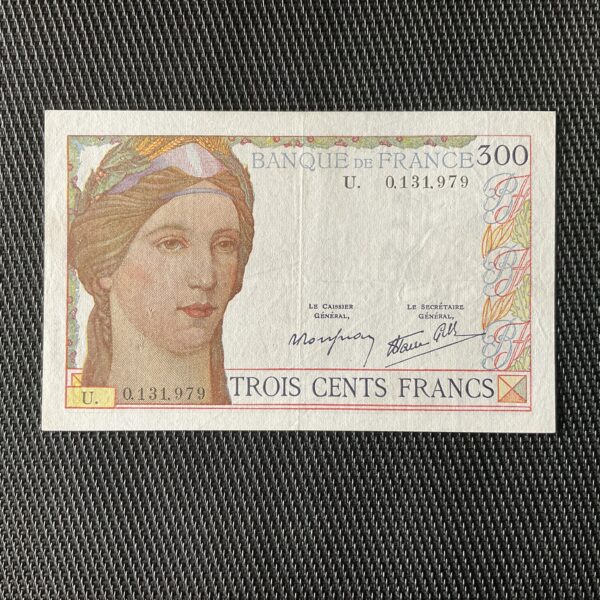 BANQUE DE FRANCE 300
U. 0.131.979
LE CAISSIER GÉNÉRAL,
LE SECRÉTAIRE GÉNÉRAL,
U. 0.131.979
TROIS CENTS FRANCS